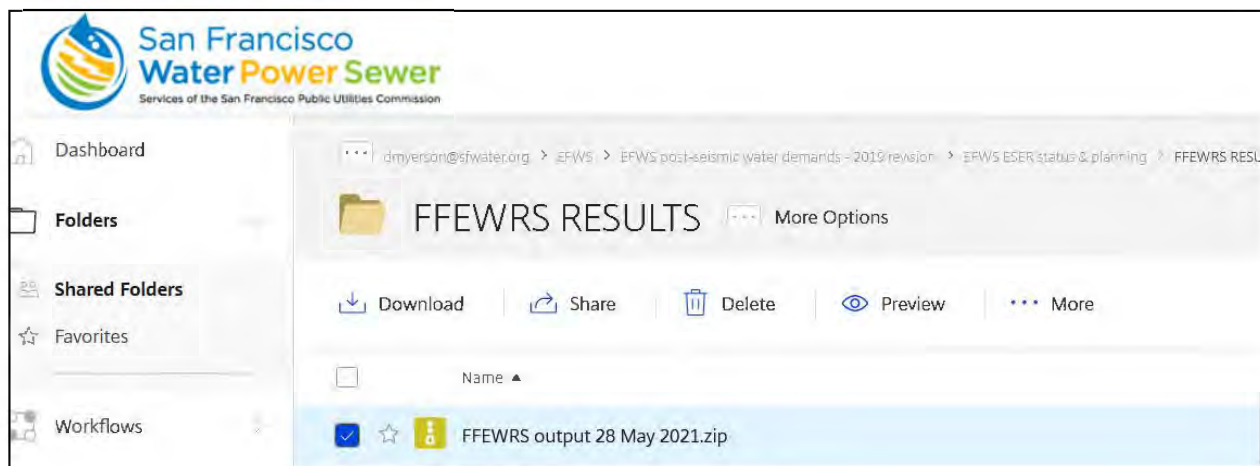 San Francisco
Water Power Sewer
Services of the San Francisco Public Utilities Commission
Dashboard
Folders
Shared Folders
Favorites
Workflows
··· dmyerson@sfwater.org > EFWS > EFWS post-seismic water demands - 2019 revision > EFWS ESER status & planning > FFEWRS RESU
FFEWRS RESULTS ··· More Options
Download Share Delete Preview ··· More
Name ▲
FFEWRS output 28 May 2021.zip